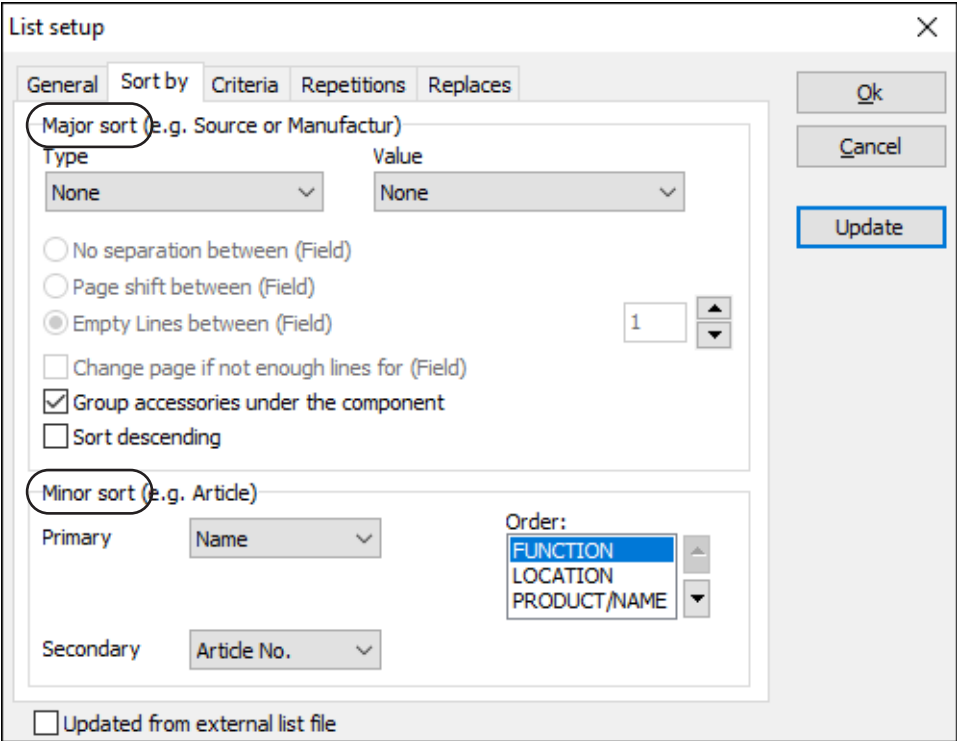 List setup
General Sort by Criteria Repetitions Replaces
Ok
Cancel
Update
Major sort (e.g. Source or Manufactur)
Type Value
None None
No separation between (Field)
Page shift between (Field)
Empty Lines between (Field) 1
Change page if not enough lines for (Field)
Group accessories under the component
Sort descending
Minor sort (e.g. Article)
Primary Name
Order:
FUNCTION
LOCATION
PRODUCT/NAME
Secondary Article No.
Updated from external list file